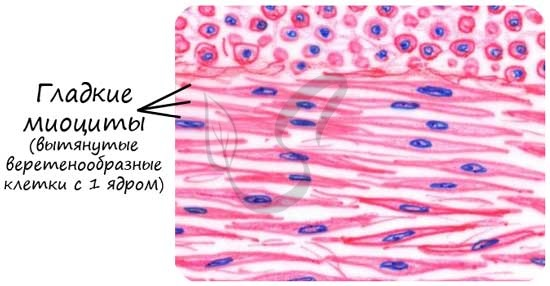 Гладкие
миоциты
(вытянутые
веретенообразные
клетки с 1 ядром)